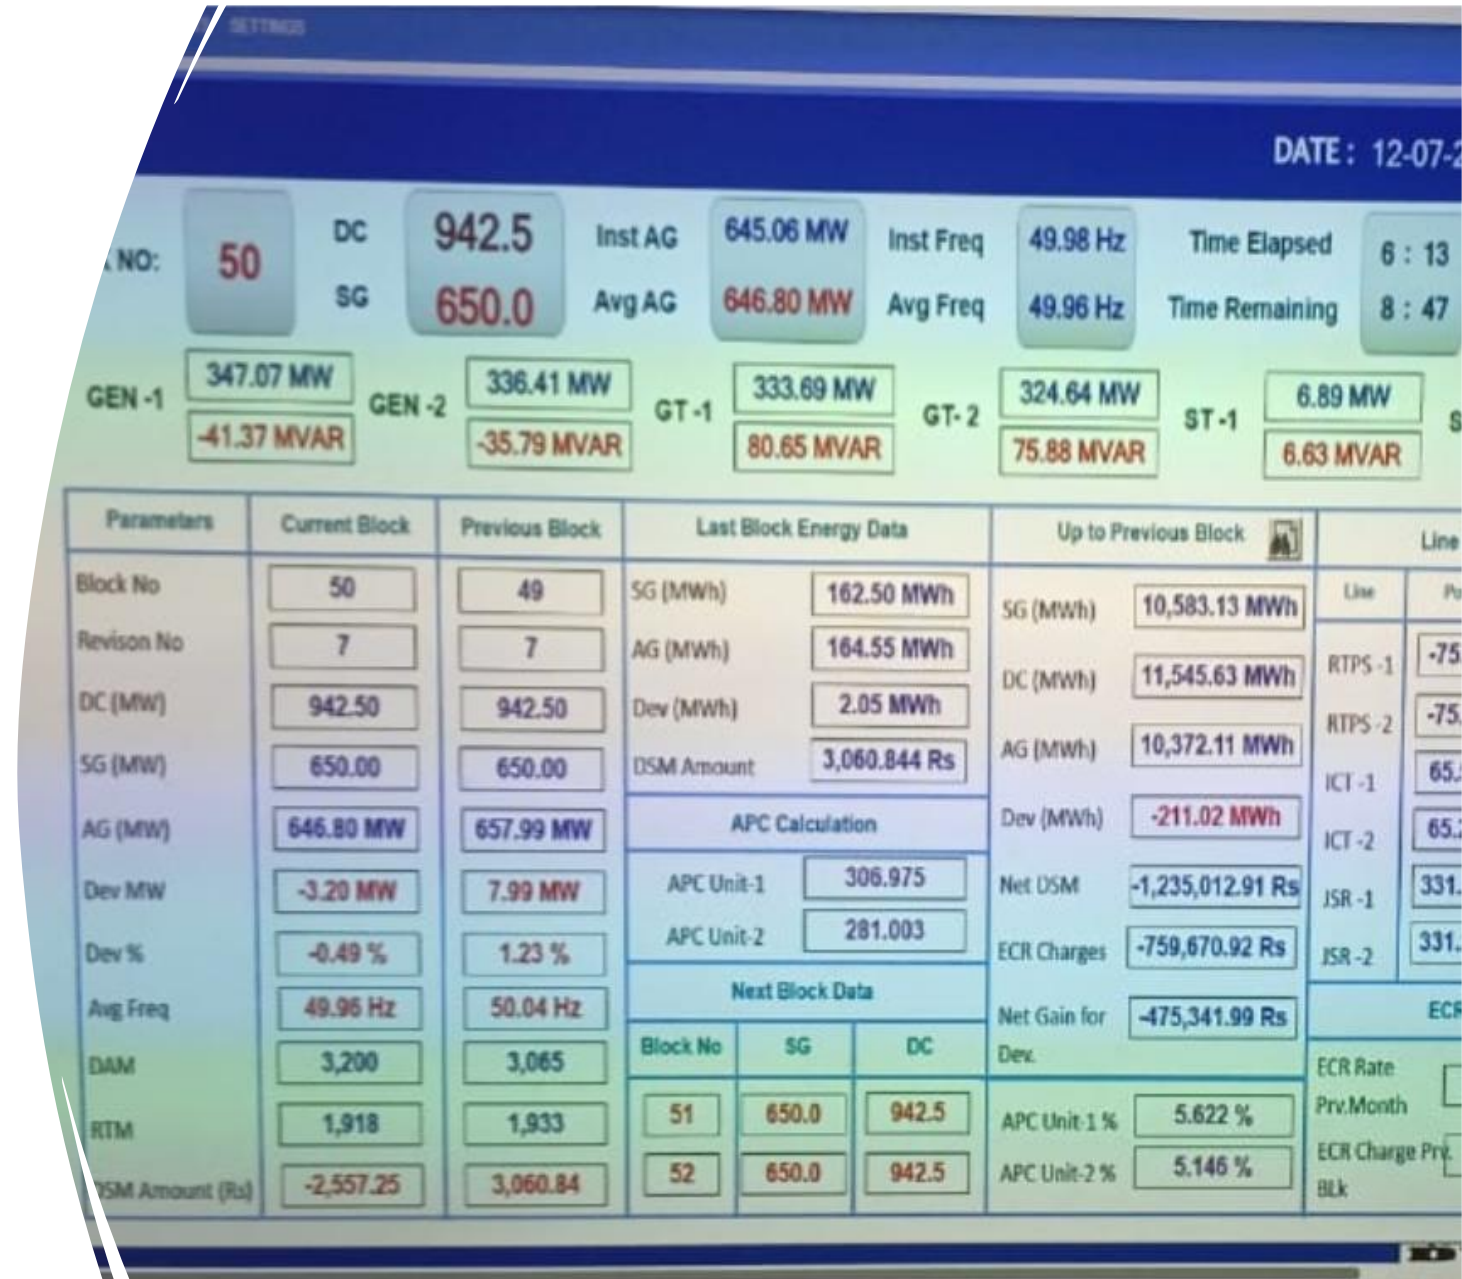 SETTINGS
DATE : 12-07-2
NO: 50 DC 942.5 Inst AG 645.06 MW Inst Freq 49.98 Hz Time Elapsed 6 : 13
SG 650.0 Avg AG 646.80 MW Avg Freq 49.96 Hz Time Remaining 8 : 47
GEN -1 347.07 MW GEN -2 336.41 MW GT -1 333.69 MW GT- 2 324.64 MW ST -1 6.89 MW S
-41.37 MVAR -35.79 MVAR 80.65 MVAR 75.88 MVAR 6.63 MVAR
Parameters Current Block Previous Block
Block No 50 49
Revison No 7 7
DC (MW) 942.50 942.50
SG (MW) 650.00 650.00
AG (MW) 646.80 MW 657.99 MW
Dev MW -3.20 MW 7.99 MW
Dev % -0.49 % 1.23 %
Avg Freq 49.96 Hz 50.04 Hz
DAM 3,200 3,065
RTM 1,918 1,933
DSM Amount (Rs) -2,557.25 3,060.84
Last Block Energy Data
SG (MWh) 162.50 MWh
AG (MWh) 164.55 MWh
Dev (MWh) 2.05 MWh
DSM Amount 3,060.844 Rs
APC Calculation
APC Unit-1 306.975
APC Unit-2 281.003
Next Block Data
Block No SG DC
51 650.0 942.5
52 650.0 942.5
Up to Previous Block
SG (MWh) 10,583.13 MWh
DC (MWh) 11,545.63 MWh
AG (MWh) 10,372.11 MWh
Dev (MWh) -211.02 MWh
Net DSM -1,235,012.91 Rs
ECR Charges -759,670.92 Rs
Net Gain for -475,341.99 Rs
Dev.
APC Unit-1 % 5.622 %
APC Unit-2 % 5.146 %
Line
Line Po
RTPS -1 -75
RTPS -2 -75.
ICT -1 65.
ICT -2 65.
JSR -1 331.
JSR -2 331.
ECR
ECR Rate
Prv.Month
ECR Charge Prv.
BLk